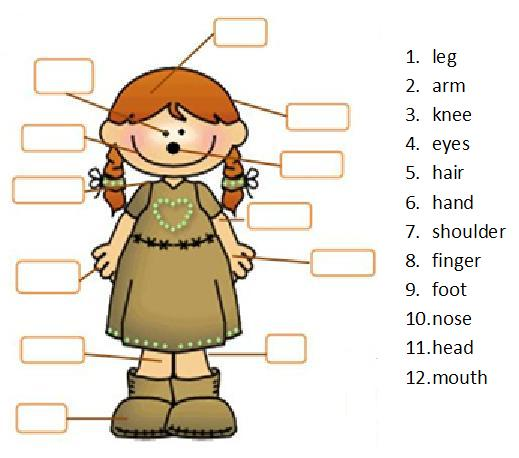 1. leg
2. arm
3. knee
4. eyes
5. hair
6. hand
7. shoulder
8. finger
9. foot
10.nose
11.head
12.mouth